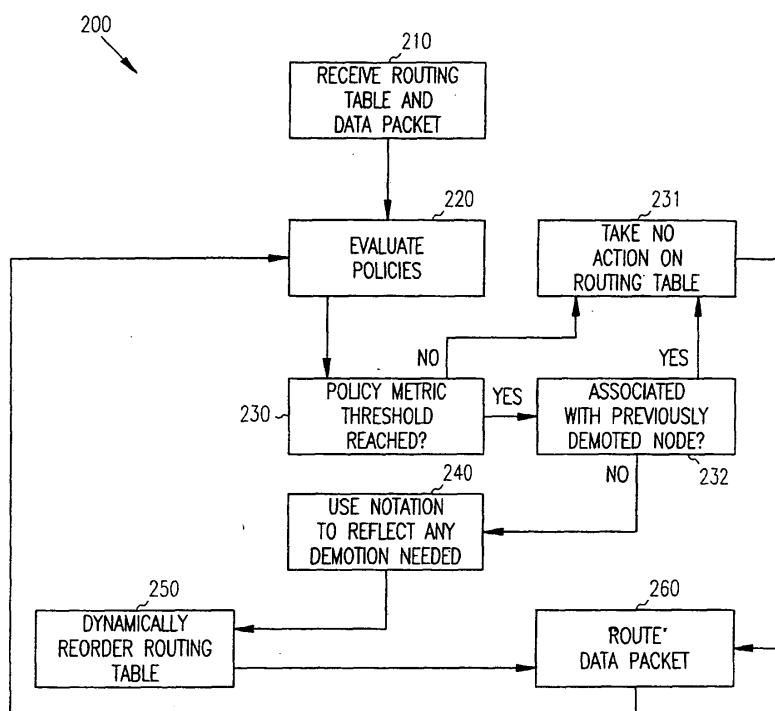 200
210
RECEIVE ROUTING
TABLE AND
DATA PACKET
220
EVALUATE
POLICIES
231
TAKE NO
ACTION ON
ROUTING TABLE
NO
YES
230
POLICY METRIC
THRESHOLD
REACHED?
YES
ASSOCIATED
WITH PREVIOUSLY
DEMOTED NODE?
232
NO
240
USE NOTATION
TO REFLECT ANY
DEMOTION NEEDED
250
DYNAMICALLY
REORDER ROUTING
TABLE
260
ROUTE
DATA PACKET